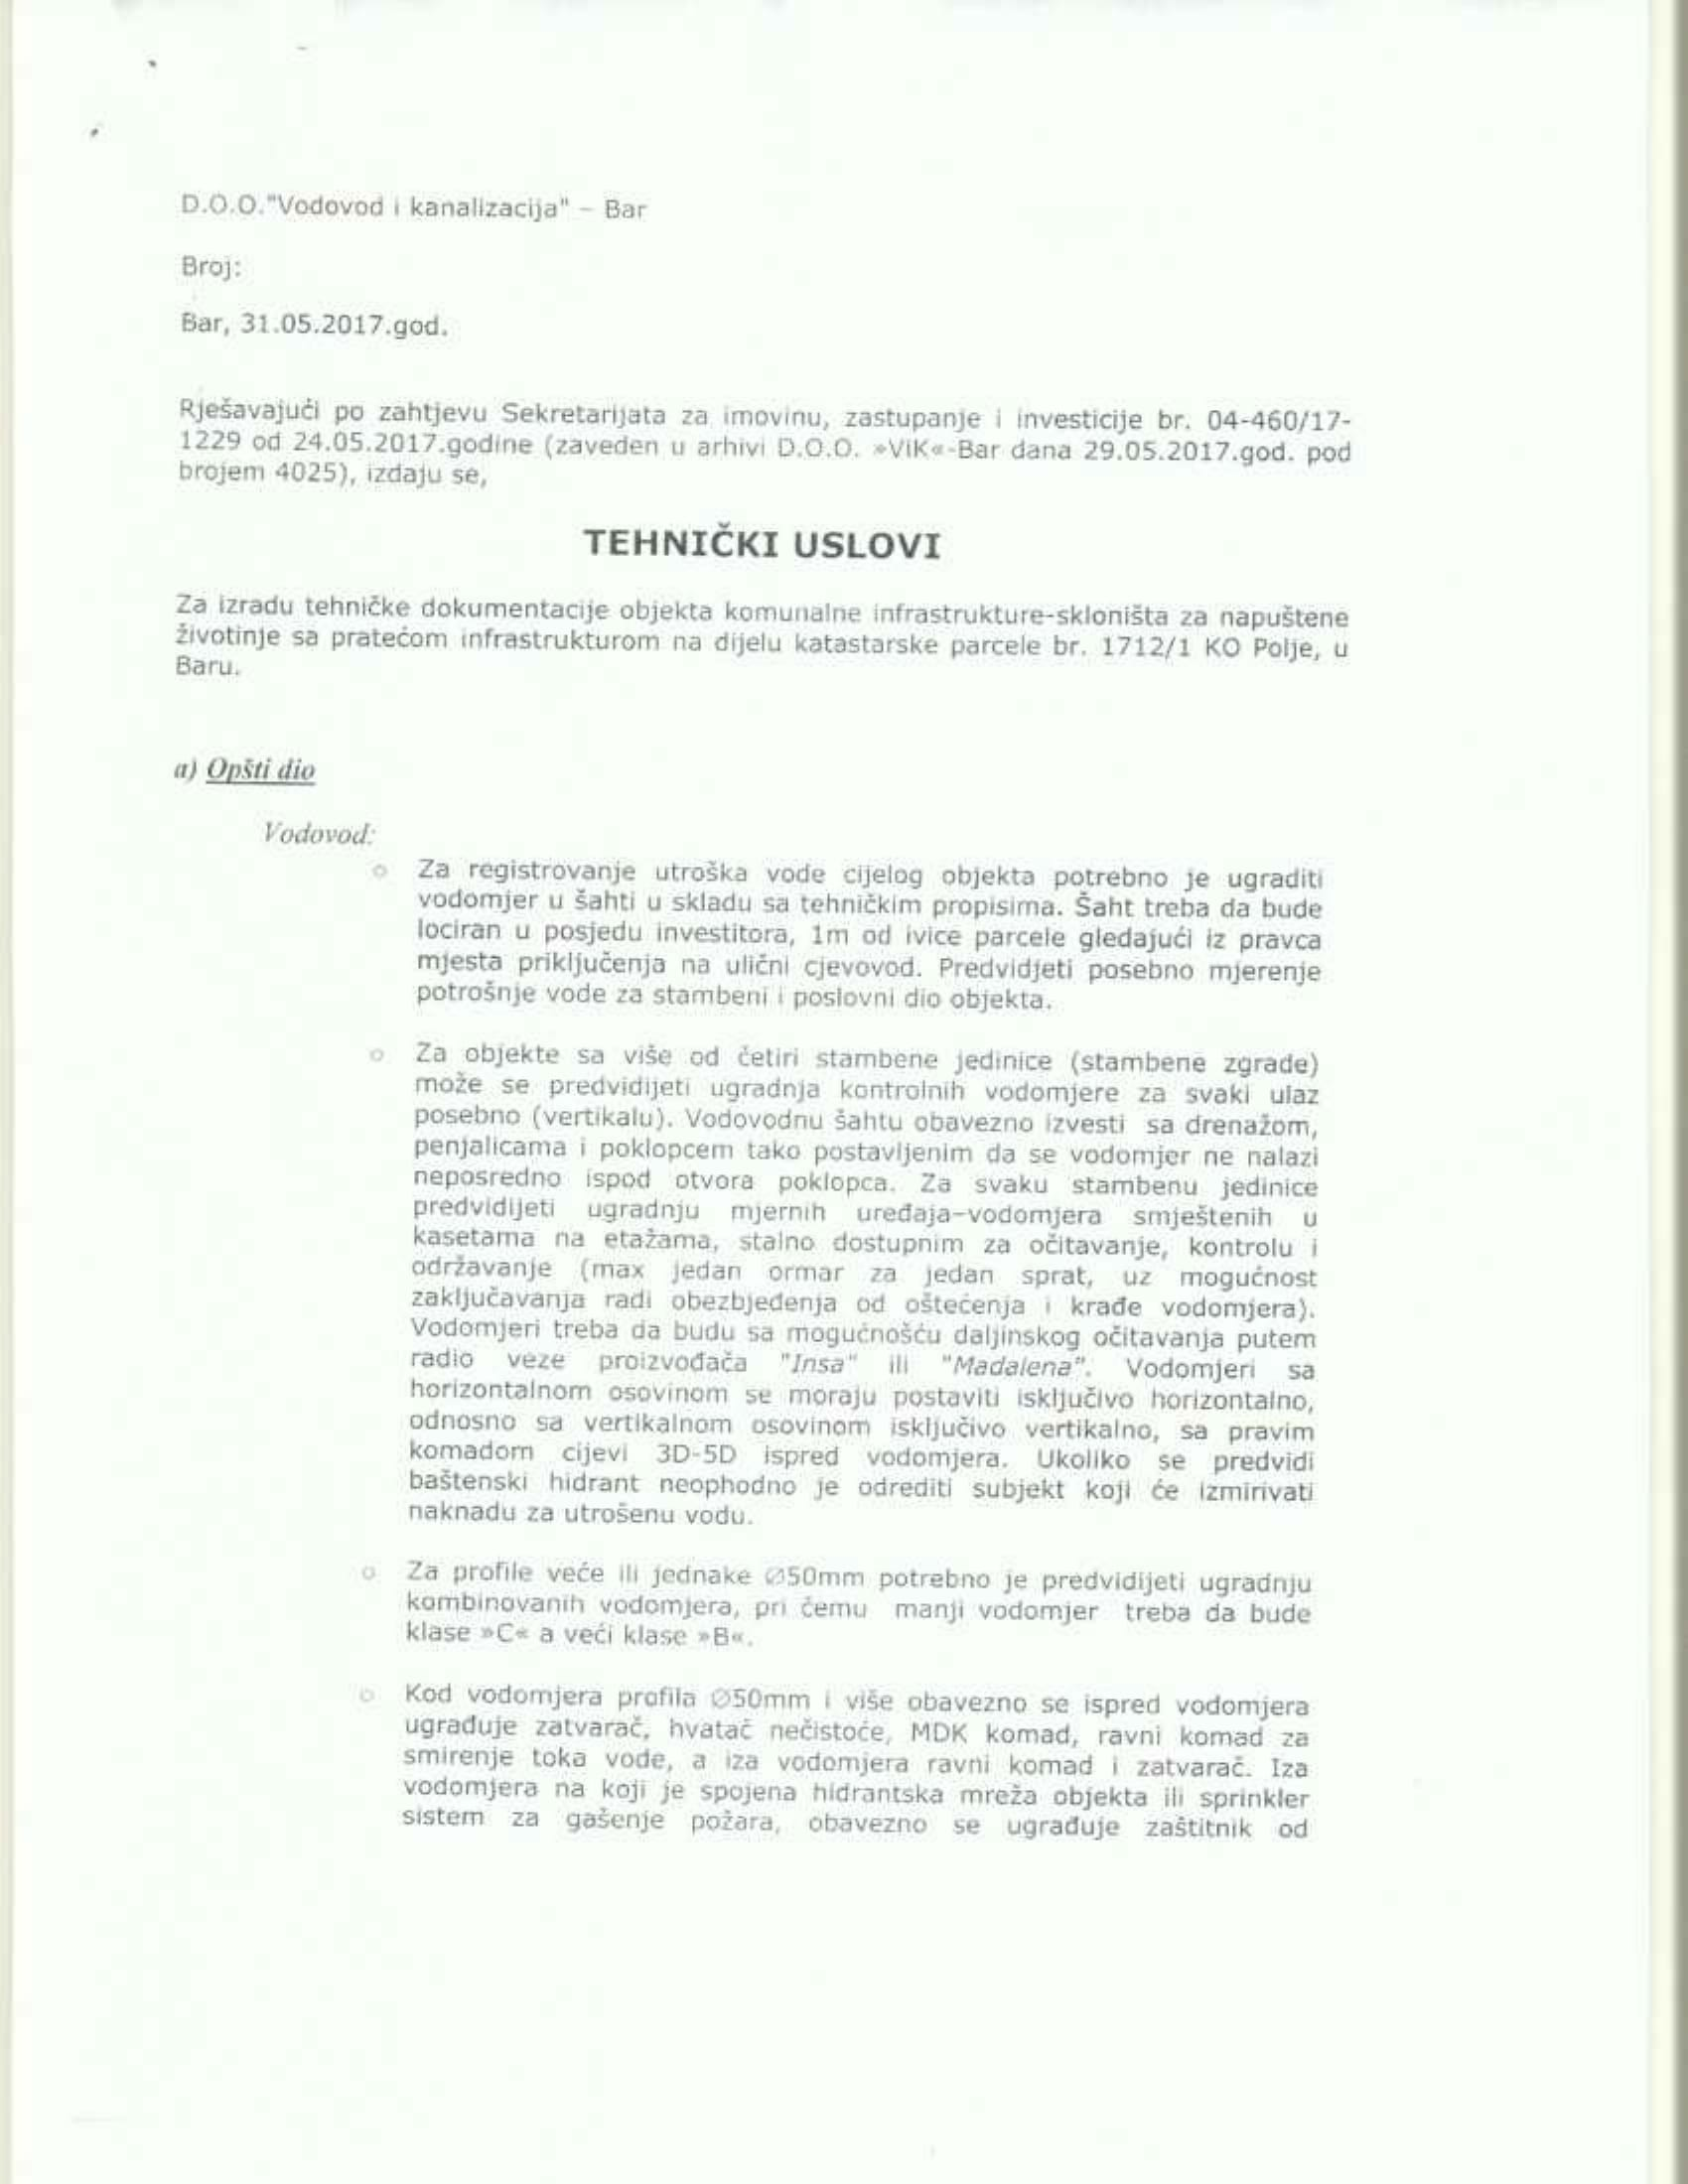 D.O.O."Vodovod i kanalizacija" – Bar
Broj:
Bar, 31.05.2017.god.
Rješavajući po zahtjevu Sekretarijata za imovinu, zastupanje i investicije br. 04-460/17-
1229 od 24.05.2017.godine (zaveden u arhivi D.O.O. »ViK«-Bar dana 29.05.2017.god. pod
brojem 4025), izdaju se,
TEHNIČKI USLOVI
Za izradu tehničke dokumentacije objekta komunalne infrastrukture-skloništa za napuštene
životinje sa pratećom infrastrukturom na dijelu katastarske parcele br. 1712/1 KO Polje, u
Baru.
a) Opšti dio
Vodovod:
o Za registrovanje utroška vode cijelog objekta potrebno je ugraditi
vodomjer u šahti u skladu sa tehničkim propisima. Šaht treba da bude
lociran u posjedu investitora, 1m od ivice parcele gledajući iz pravca
mjesta priključenja na ulični cjevovod. Predvidjeti posebno mjerenje
potrošnje vode za stambeni i poslovni dio objekta.
o Za objekte sa više od četiri stambene jedinice (stambene zgrade)
može se predvidijeti ugradnja kontrolnih vodomjere za svaki ulaz
posebno (vertikalu). Vodovodnu šahtu obavezno izvesti sa drenažom,
penjalicama i poklopcem tako postavljenim da se vodomjer ne nalazi
neposredno ispod otvora poklopca. Za svaku stambenu jedinice
predvidijeti ugradnju mjernih uređaja–vodomjera smještenih u
kasetama na etažama, stalno dostupnim za očitavanje, kontrolu i
održavanje (max jedan ormar za jedan sprat, uz mogućnost
zaključavanja radi obezbjeđenja od oštećenja i krađe vodomjera).
Vodomjeri treba da budu sa mogućnošću daljinskog očitavanja putem
radio veze proizvođača "Insa" ili "Madalena". Vodomjeri sa
horizontalnom osovinom se moraju postaviti isključivo horizontalno,
odnosno sa vertikalnom osovinom isključivo vertikalno, sa pravim
komadom cijevi 3D-5D ispred vodomjera. Ukoliko se predvidi
baštenski hidrant neophodno je odrediti subjekt koji će izmirivati
naknadu za utrošenu vodu.
o Za profile veće ili jednake ∅50mm potrebno je predvidijeti ugradnju
kombinovanih vodomjera, pri čemu manji vodomjer treba da bude
klase »C« a veći klase »B«.
o Kod vodomjera profila ∅50mm i više obavezno se ispred vodomjera
ugrađuje zatvarač, hvatač nečistoće, MDK komad, ravni komad za
smirenje toka vode, a iza vodomjera ravni komad i zatvarač. Iza
vodomjera na koji je spojena hidrantska mreža objekta ili sprinkler
sistem za gašenje požara, obavezno se ugrađuje zaštitnik od